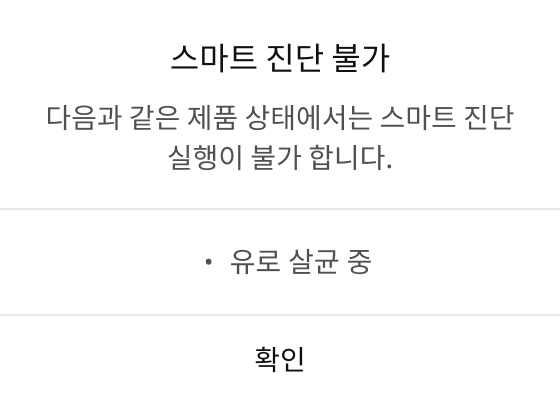 스마트 진단 불가
다음과 같은 제품 상태에서는 스마트 진단
실행이 불가 합니다.
• 유로 살균 중
확인